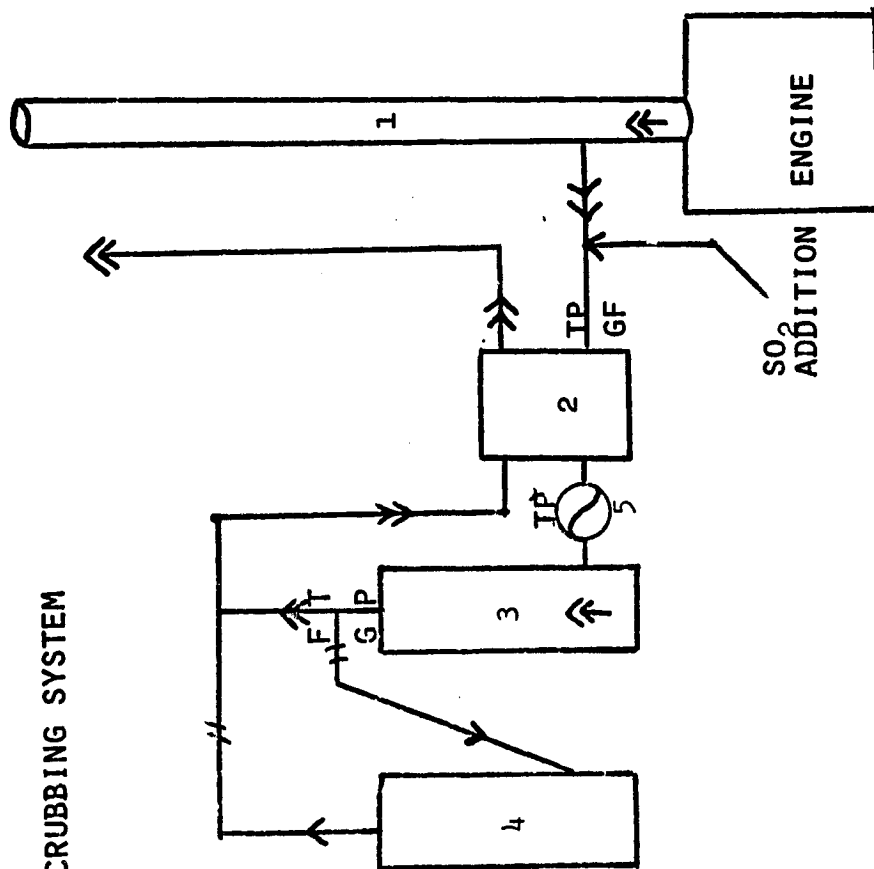 CRUBBING SYSTEM
1
ENGINE
SO2
ADDITION
TP
GF
2
TP
5
F T
G P
3
4